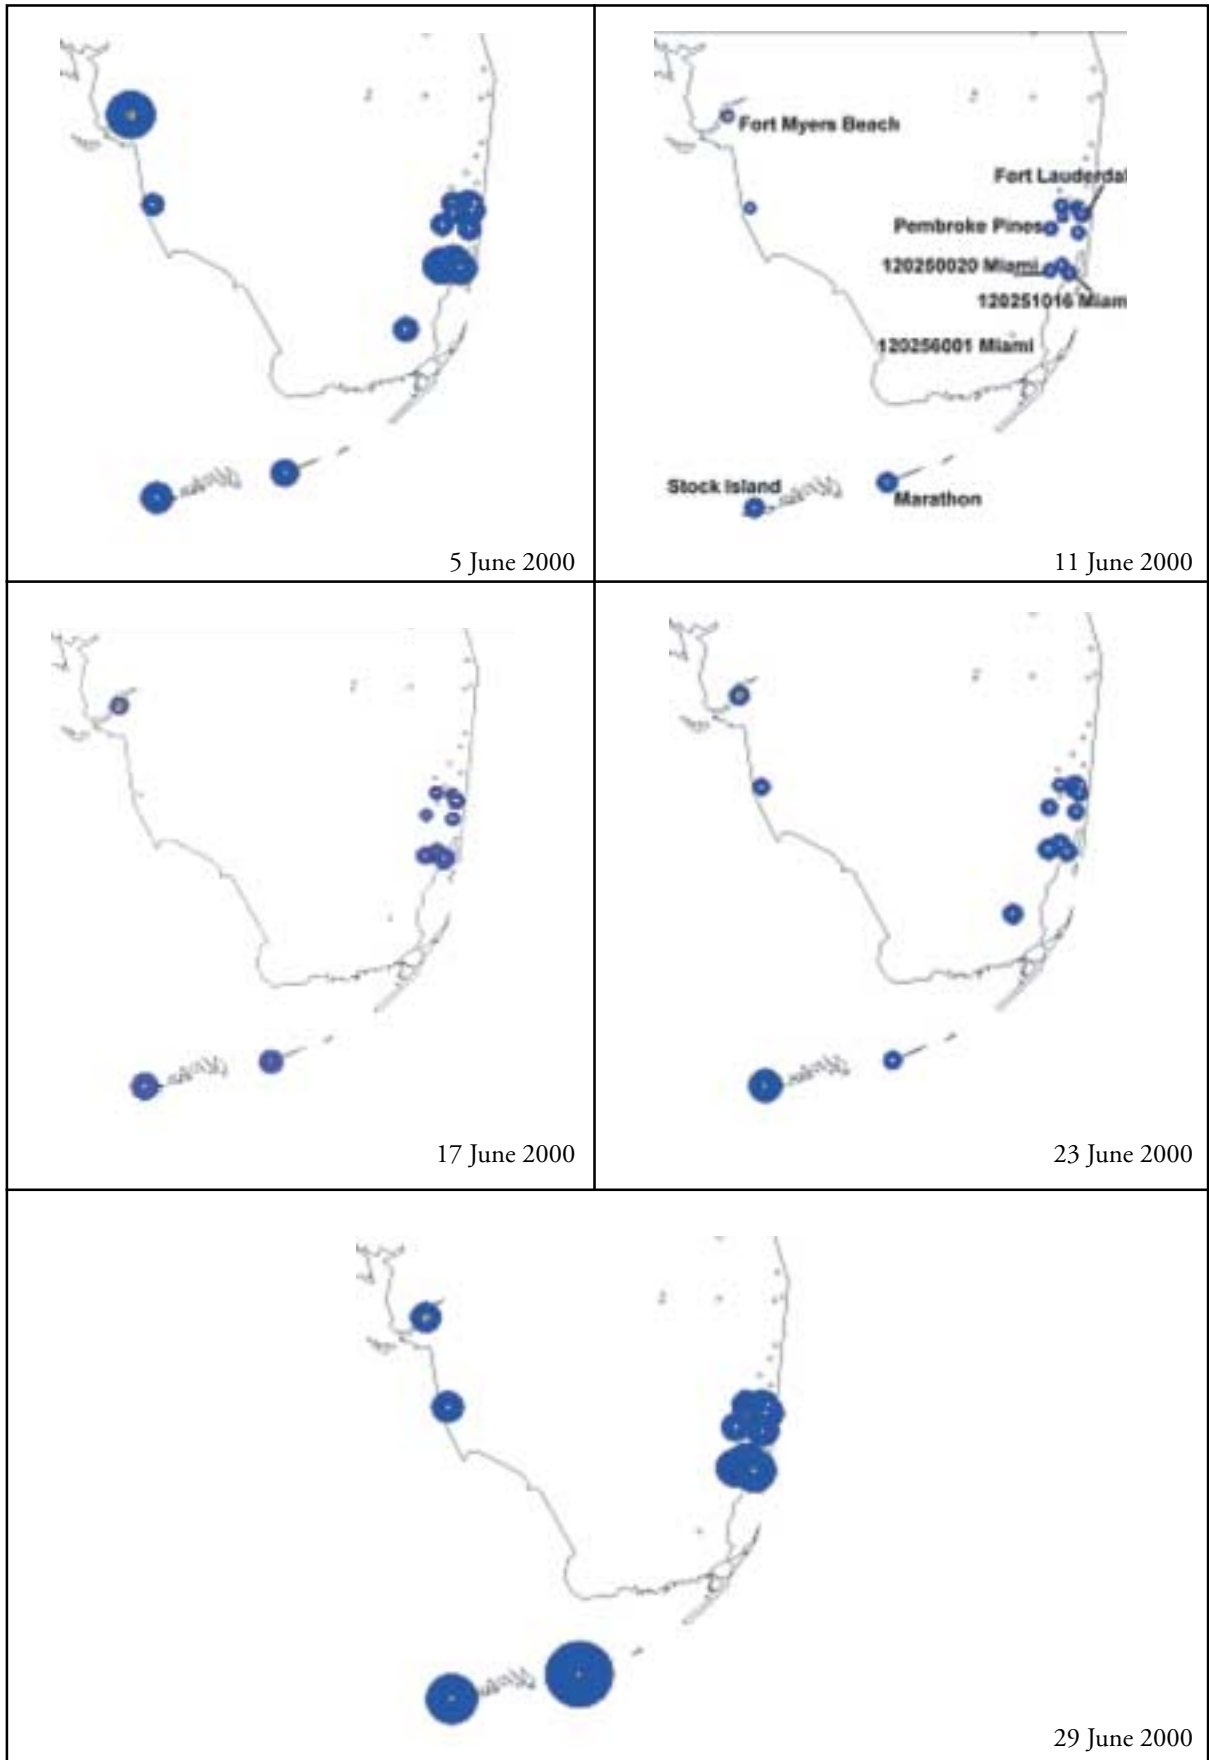 5 June 2000
Fort Myers Beach
Fort Lauderdal
Pembroke Pines
120250020 Miami
120251016 Miam
120256001 Miami
Stock Island
Marathon
11 June 2000
17 June 2000
23 June 2000
29 June 2000